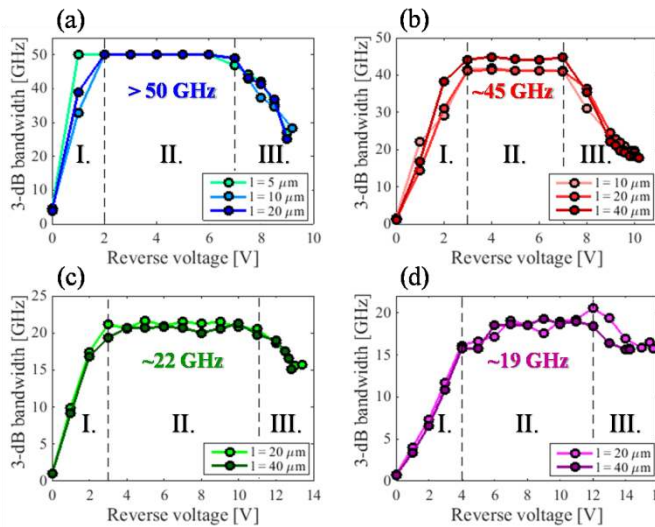 (a)
3-dB bandwidth [GHz]
60
50
40
30
20
10
0
> 50 GHz
I.
II.
III.
l = 5 µm
l = 10 µm
l = 20 µm
0 2 4 6 8 10
Reverse voltage [V]
(b)
3-dB bandwidth [GHz]
60
50
40
30
20
10
0
~45 GHz
I.
II.
III.
l = 10 µm
l = 20 µm
l = 40 µm
0 2 4 6 8 10
Reverse voltage [V]
(c)
3-dB bandwidth [GHz]
25
20
15
10
5
0
~22 GHz
I.
II.
III.
l = 20 µm
l = 40 µm
0 2 4 6 8 10 12 14
Reverse voltage [V]
(d)
3-dB bandwidth [GHz]
20
15
10
5
0
~19 GHz
I.
II.
III.
l = 20 µm
l = 40 µm
0 2 4 6 8 10 12 14
Reverse voltage [V]